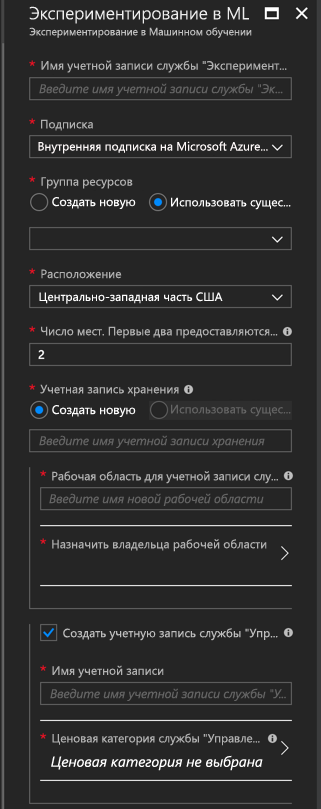 Экспериментирование в ML
Экспериментирование в Машинном обучении
* Имя учетной записи службы "Эксперимент...
Введите имя учетной записи службы "Эк...
* Подписка
Внутренняя подписка на Microsoft Azure...
* Группа ресурсов
Создать новую Использовать сущес...
* Расположение
Центрально-западная часть США
* Число мест. Первые два предоставляются...
2
* Учетная запись хранения
Создать новую Использовать сущес...
Введите имя учетной записи хранения
* Рабочая область для учетной записи слу...
Введите имя новой рабочей области
* Назначить владельца рабочей области
Создать учетную запись службы "Упр...
* Имя учетной записи
Введите имя учетной записи службы "У...
* Ценовая категория службы "Управле...
Ценовая категория не выбрана